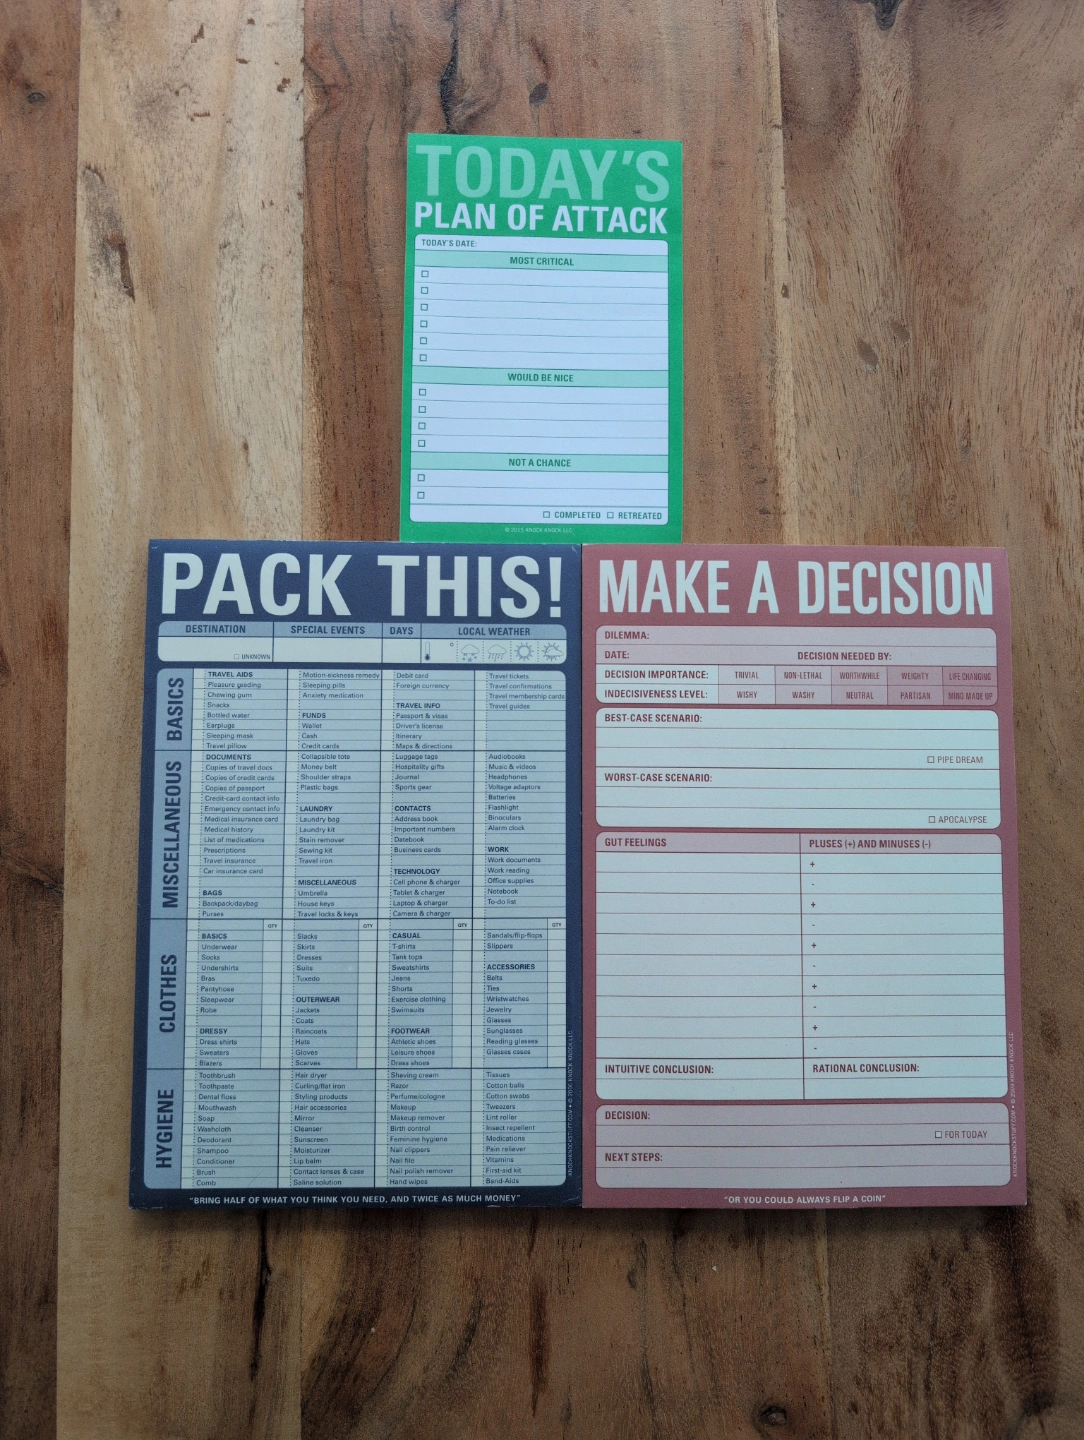 TODAY'S
PLAN OF ATTACK
TODAY'S DATE:
MOST CRITICAL
WOULD BE NICE
NOT A CHANCE
COMPLETED RETREATED
© 2015 KNOCK KNOCK LLC
PACK THIS!
DESTINATION SPECIAL EVENTS DAYS LOCAL WEATHER
UNKNOWN °
BASICS
TRAVEL AIDS
Pleasure reading
Chewing gum
Snacks
Bottled water
Earplugs
Sleeping mask
Travel pillow
Motion-sickness remedy
Sleeping pills
Anxiety medication
FUNDS
Wallet
Cash
Credit cards
Debit card
Foreign currency
TRAVEL INFO
Passport & visas
Driver's license
Itinerary
Maps & directions
Travel tickets
Travel confirmations
Travel membership cards
Travel guides
MISCELLANEOUS
DOCUMENTS
Copies of travel docs
Copies of credit cards
Copies of passport
Credit-card contact info
Emergency contact info
Medical insurance card
Medical history
List of medications
Prescriptions
Travel insurance
Car insurance card
BAGS
Backpack/daybag
Purses
Collapsible tote
Money belt
Shoulder straps
Plastic bags
LAUNDRY
Laundry bag
Laundry kit
Stain remover
Sewing kit
Travel iron
MISCELLANEOUS
Umbrella
House keys
Travel locks & keys
Luggage tags
Hospitality gifts
Journal
Sports gear
CONTACTS
Address book
Important numbers
Datebook
Business cards
TECHNOLOGY
Cell phone & charger
Tablet & charger
Laptop & charger
Camera & charger
Audiobooks
Music & videos
Headphones
Voltage adaptors
Batteries
Flashlight
Binoculars
Alarm clock
WORK
Work documents
Work reading
Office supplies
Notebook
To-do list
CLOTHES
QTY QTY QTY QTY
BASICS
Underwear
Socks
Undershirts
Bras
Pantyhose
Sleepwear
Robe
DRESSY
Dress shirts
Sweaters
Blazers
Slacks
Skirts
Dresses
Suits
Tuxedo
OUTERWEAR
Jackets
Coats
Raincoats
Hats
Gloves
Scarves
CASUAL
T-shirts
Tank tops
Sweatshirts
Jeans
Shorts
Exercise clothing
Swimsuits
FOOTWEAR
Athletic shoes
Leisure shoes
Dress shoes
Sandals/flip-flops
Slippers
ACCESSORIES
Belts
Ties
Wristwatches
Jewelry
Glasses
Sunglasses
Reading glasses
Glasses cases
HYGIENE
Toothbrush
Toothpaste
Dental floss
Mouthwash
Soap
Washcloth
Deodorant
Shampoo
Conditioner
Brush
Comb
Hair dryer
Curling/flat iron
Styling products
Hair accessories
Mirror
Cleanser
Sunscreen
Moisturizer
Lip balm
Contact lenses & case
Saline solution
Shaving cream
Razor
Perfume/cologne
Makeup
Makeup remover
Birth control
Feminine hygiene
Nail clippers
Nail file
Nail polish remover
Hand wipes
Tissues
Cotton balls
Cotton swabs
Tweezers
Lint roller
Insect repellent
Medications
Pain reliever
Vitamins
First-aid kit
Band-Aids
"BRING HALF OF WHAT YOU THINK YOU NEED, AND TWICE AS MUCH MONEY"
MAKE A DECISION
DILEMMA:
DATE: DECISION NEEDED BY:
DECISION IMPORTANCE: TRIVIAL NON-LETHAL WORTHWHILE WEIGHTY LIFE CHANGING
INDECISIVENESS LEVEL: WISHY WASHY NEUTRAL PARTISAN MIND MADE UP
BEST-CASE SCENARIO:
PIPE DREAM
WORST-CASE SCENARIO:
APOCALYPSE
GUT FEELINGS PLUSES (+) AND MINUSES (-)
+
-
+
-
+
-
+
-
+
-
INTUITIVE CONCLUSION: RATIONAL CONCLUSION:
DECISION:
FOR TODAY
NEXT STEPS:
"OR YOU COULD ALWAYS FLIP A COIN"